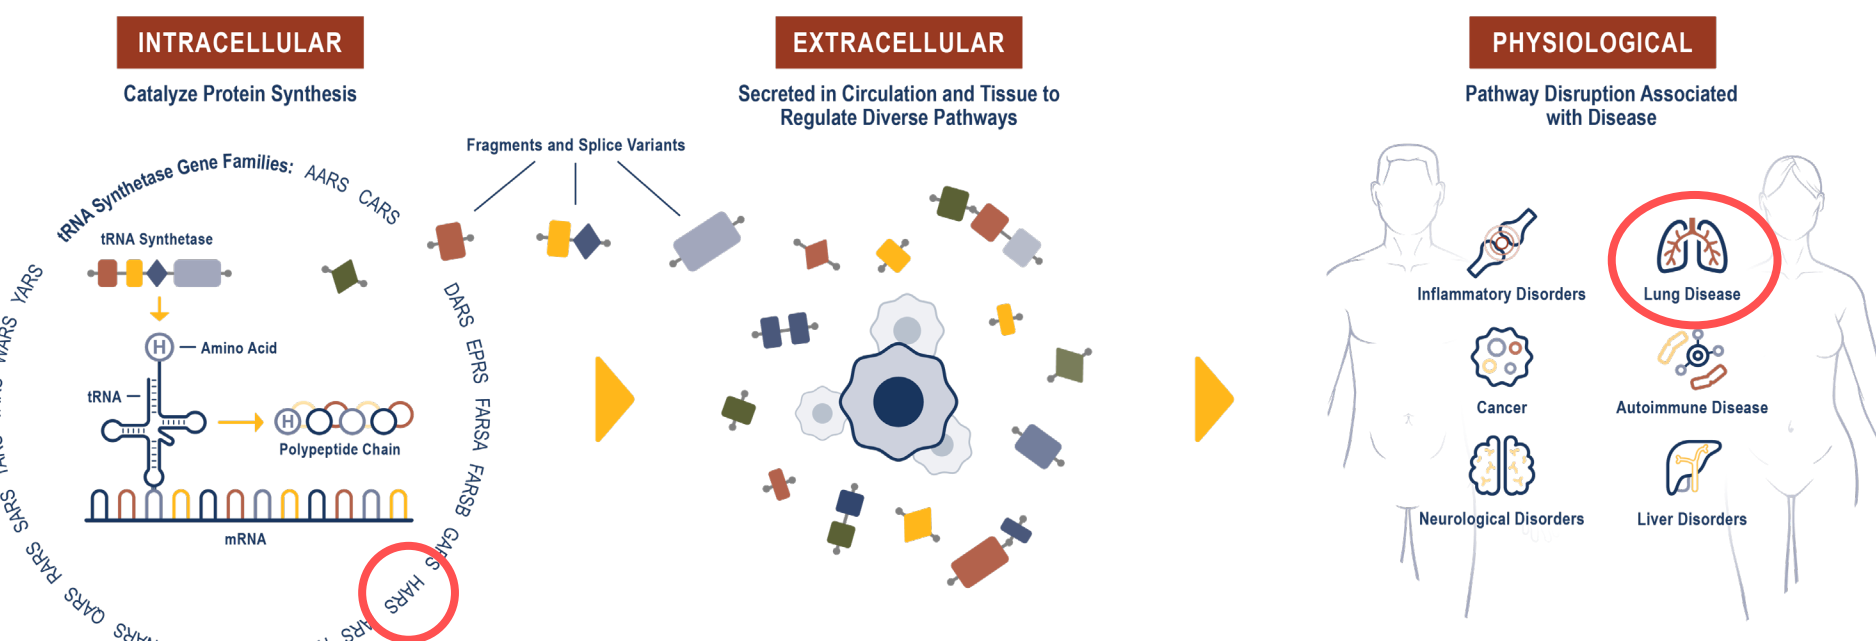 INTRACELLULAR
Catalyze Protein Synthesis
tRNA Synthetase Gene Families: AARS CARS
DARS EPRS FARSA FARSB GARS HARS
NARS QARS RARS SARS TARS WARS YARS
tRNA Synthetase
H
Amino Acid
tRNA
H
Polypeptide Chain
mRNA
Fragments and Splice Variants
EXTRACELLULAR
Secreted in Circulation and Tissue to
Regulate Diverse Pathways
PHYSIOLOGICAL
Pathway Disruption Associated
with Disease
Inflammatory Disorders
Lung Disease
Cancer
Autoimmune Disease
Neurological Disorders
Liver Disorders